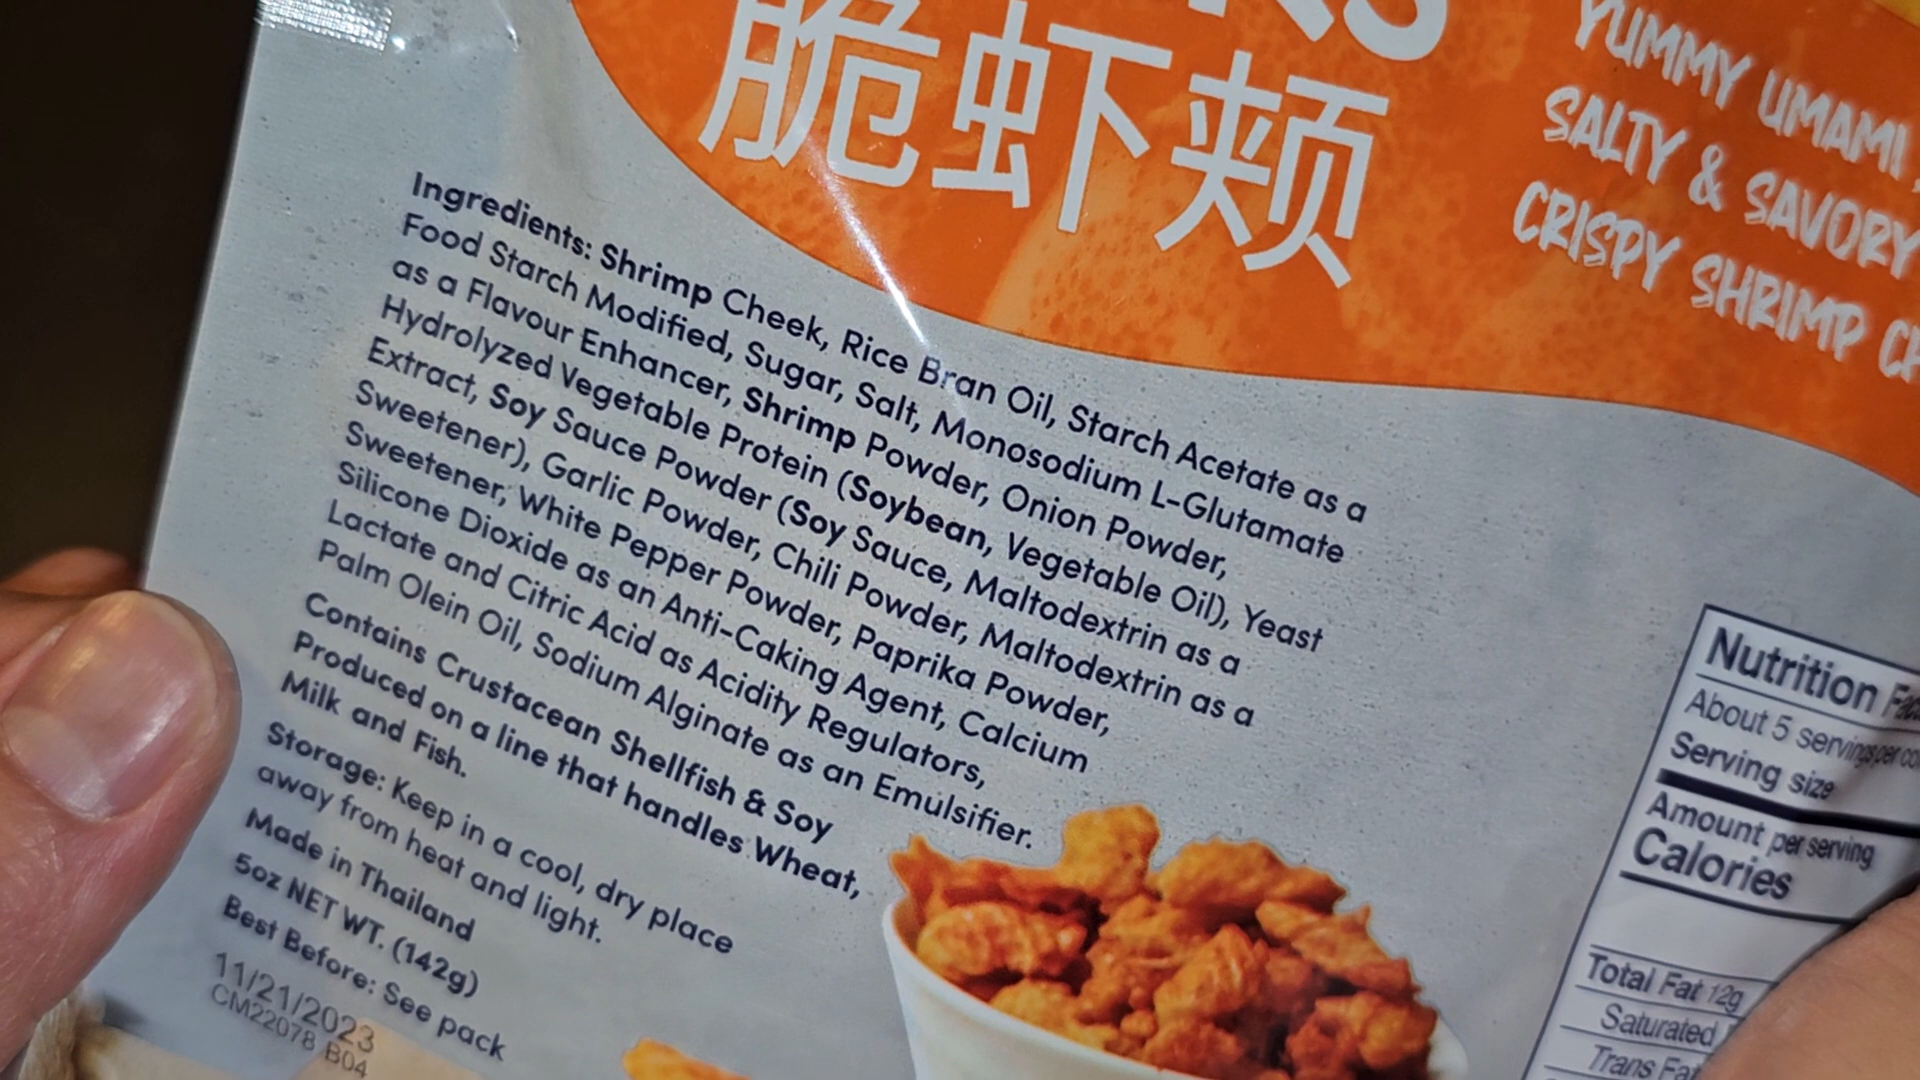 KS
脆虾颊
YUMMY UMAMI,
SALTY & SAVORY
CRISPY SHRIMP CH
Ingredients: Shrimp Cheek, Rice Bran Oil, Starch Acetate as a
Food Starch Modified, Sugar, Salt, Monosodium L-Glutamate
as a Flavour Enhancer, Shrimp Powder, Onion Powder,
Hydrolyzed Vegetable Protein (Soybean, Vegetable Oil), Yeast
Extract, Soy Sauce Powder (Soy Sauce, Maltodextrin as a
Sweetener), Garlic Powder, Chili Powder, Maltodextrin as a
Sweetener, White Pepper Powder, Paprika Powder,
Silicone Dioxide as an Anti-Caking Agent, Calcium
Lactate and Citric Acid as Acidity Regulators,
Palm Olein Oil, Sodium Alginate as an Emulsifier.
Contains Crustacean Shellfish & Soy
Produced on a line that handles Wheat,
Milk and Fish.
Storage: Keep in a cool, dry place
away from heat and light.
Made in Thailand
5oz NET WT. (142g)
Best Before: See pack
11/21/2023
CM22078 B04
Nutrition Fac
About 5 servings per co
Serving size
Amount per serving
Calories
Total Fat 12g
Saturated
Trans Fat